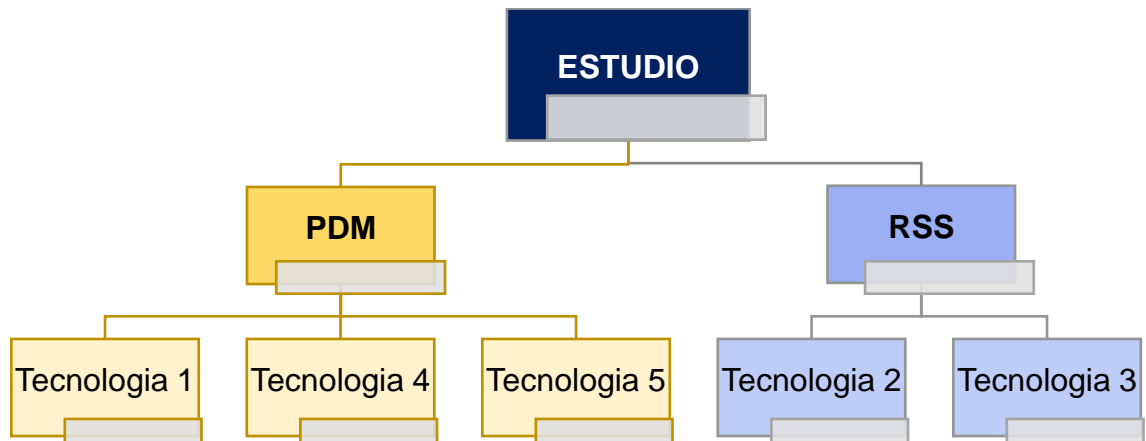 ESTUDIO
PDM
RSS
Tecnologia 1
Tecnologia 4
Tecnologia 5
Tecnologia 2
Tecnologia 3